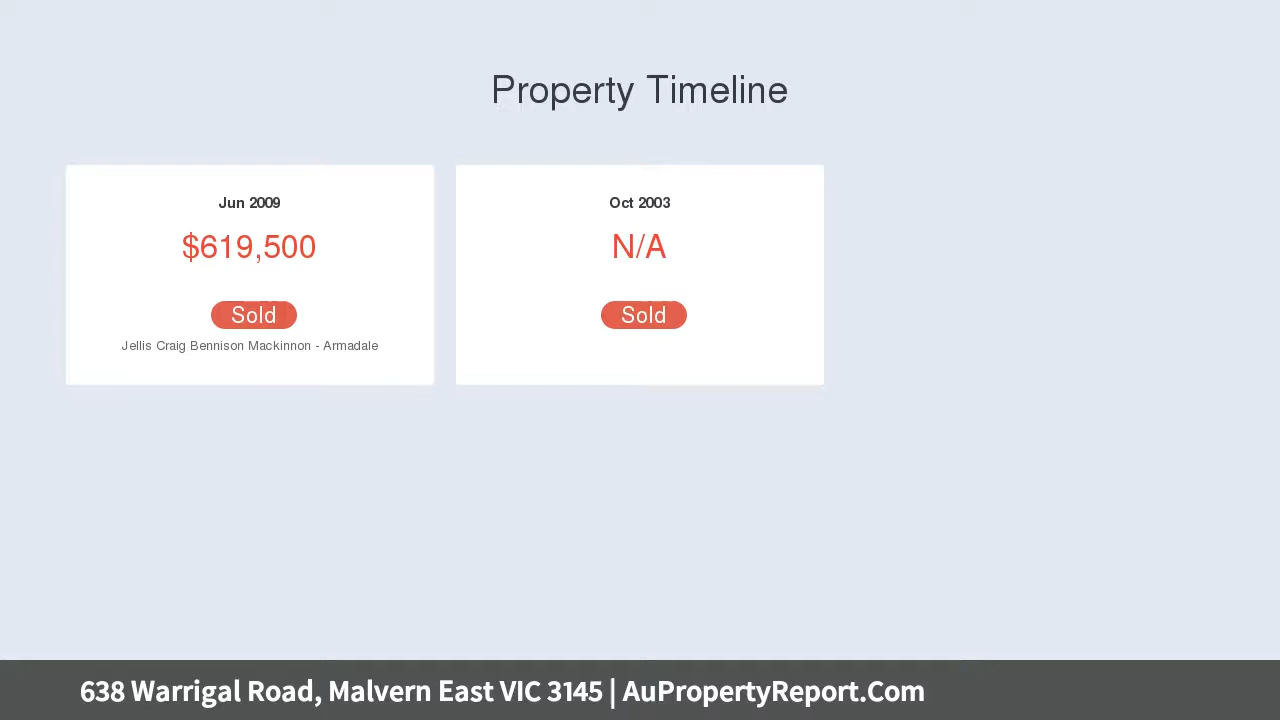 Property Timeline
Jun 2009
$619,500
Sold
Jellis Craig Bennison Mackinnon - Armadale
Oct 2003
N/A
Sold
638 Warrigal Road, Malvern East VIC 3145 | AuPropertyReport.Com